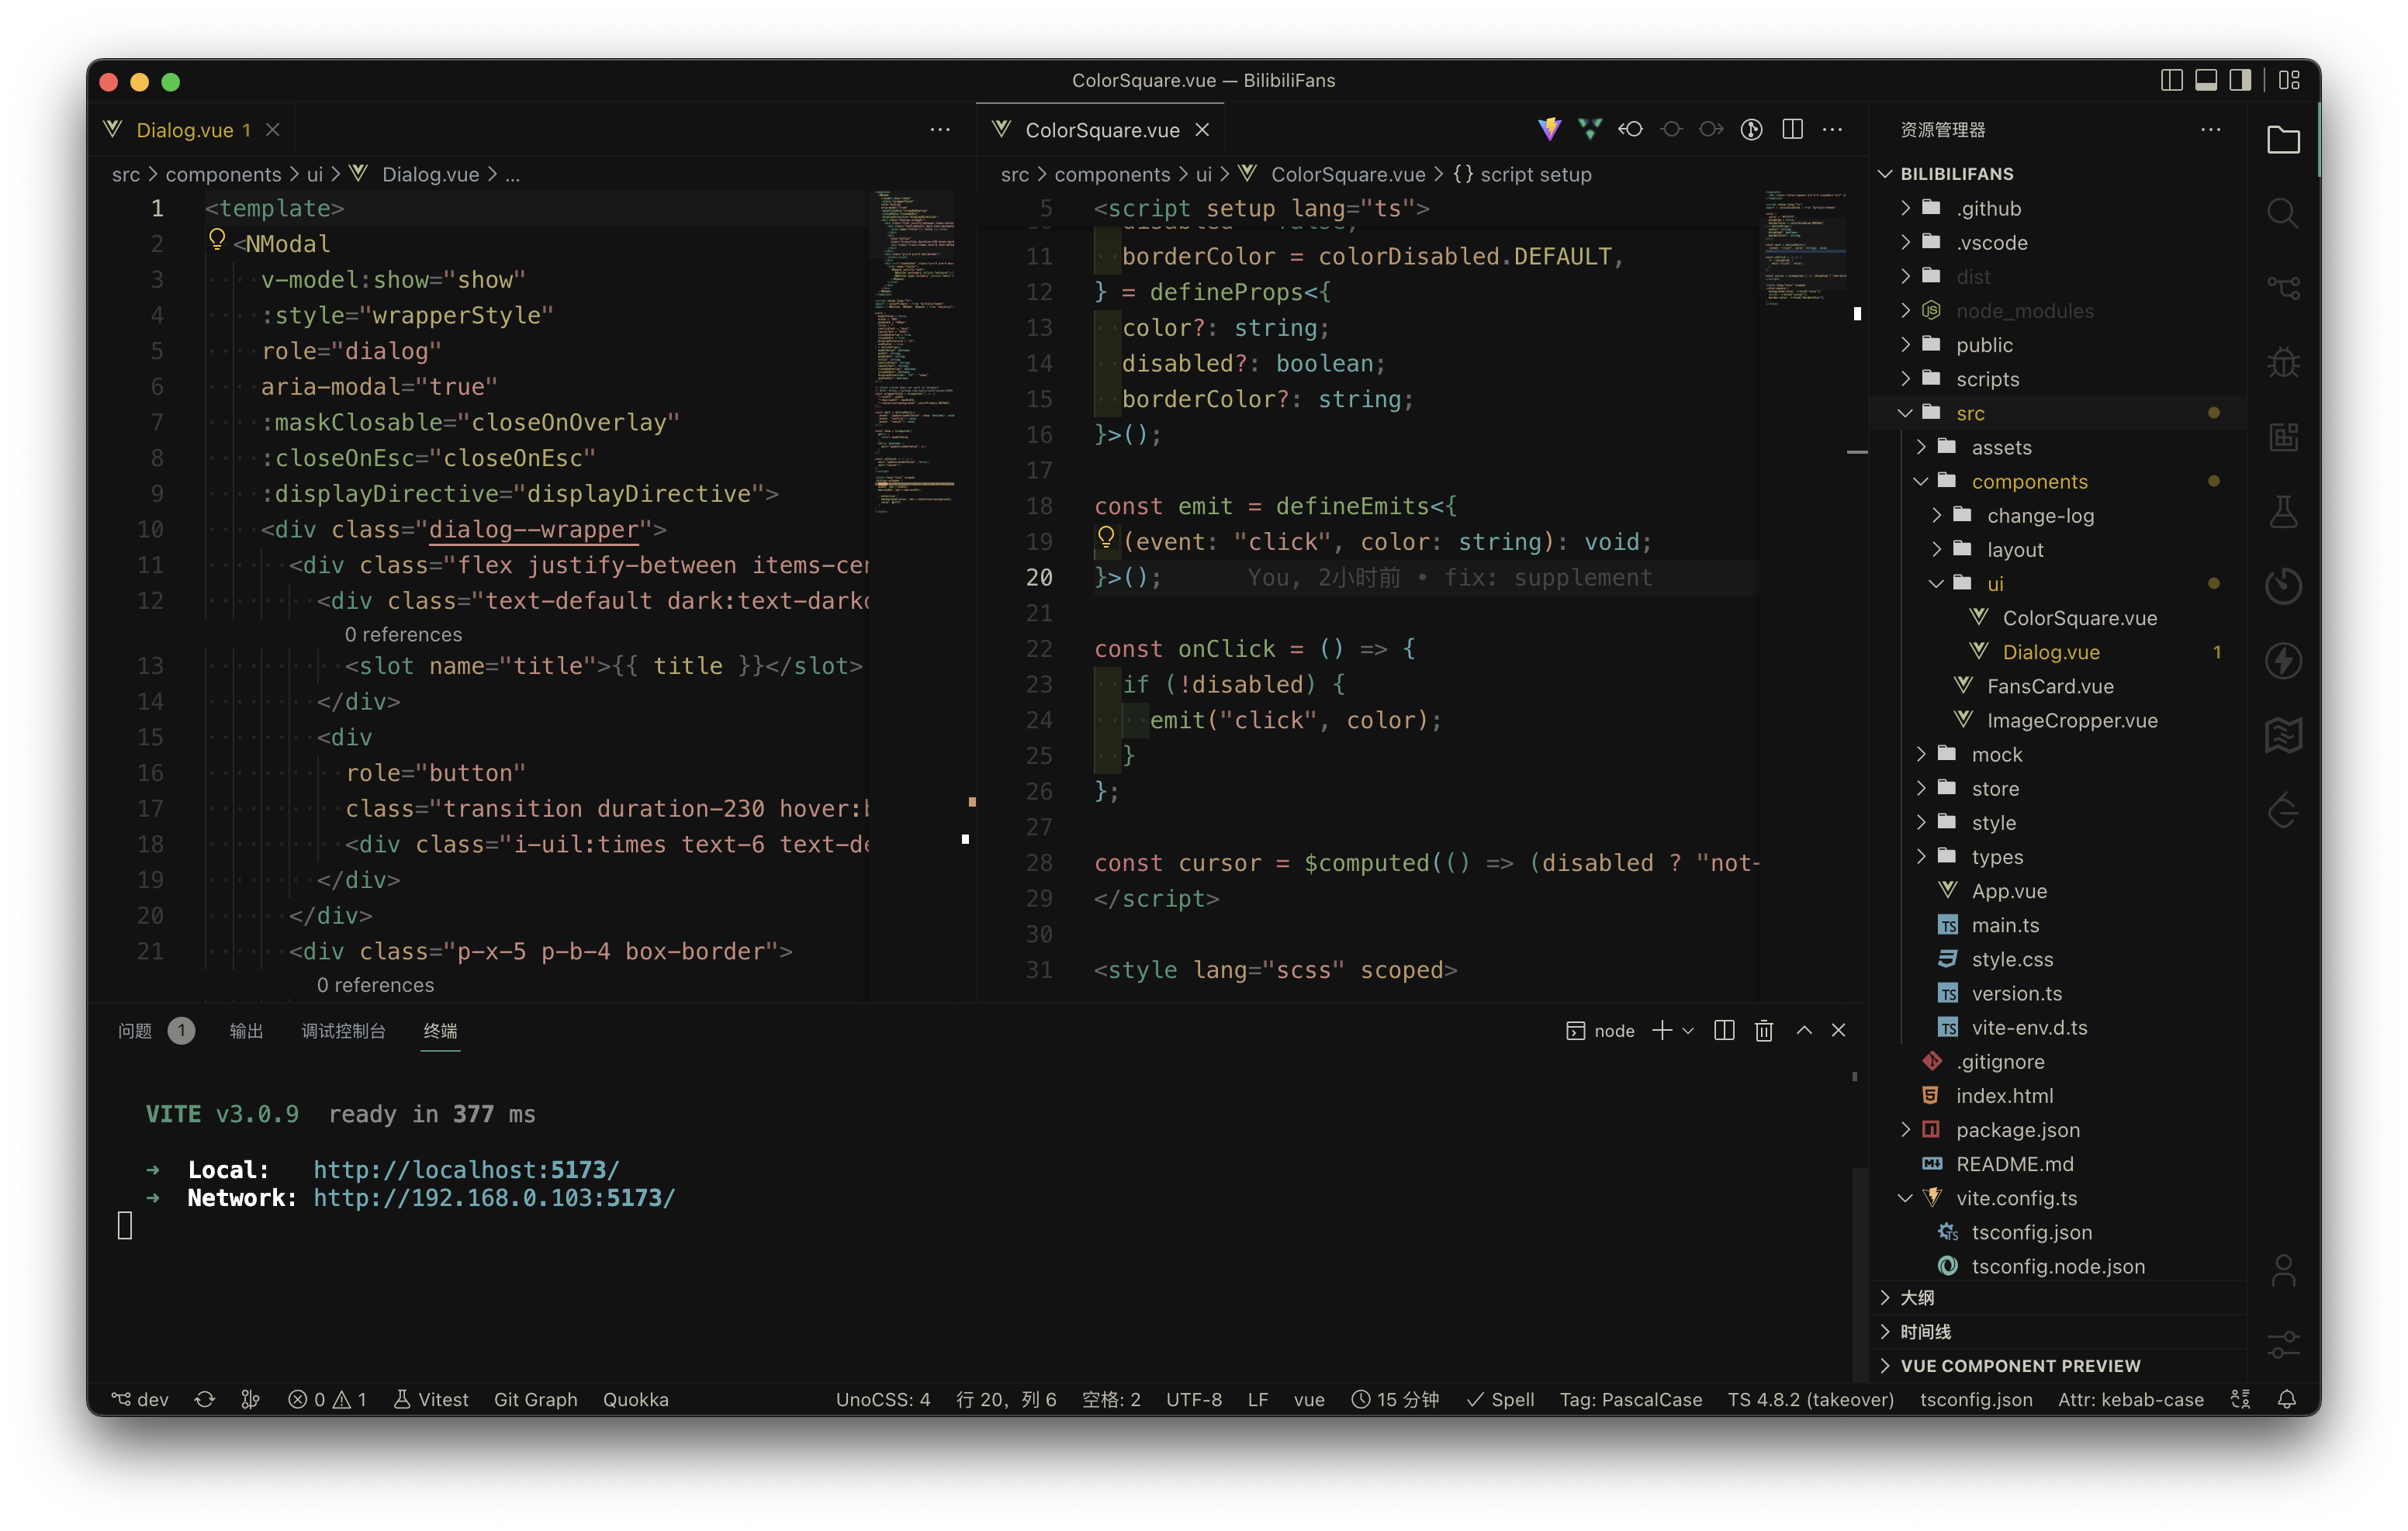 ColorSquare.vue — BilibiliFans
Dialog.vue 1
src > components > ui > Dialog.vue > ...
1 <template>
2 <NModal
3 v-model:show="show"
4 :style="wrapperStyle"
5 role="dialog"
6 aria-modal="true"
7 :maskClosable="closeOnOverlay"
8 :closeOnEsc="closeOnEsc"
9 :displayDirective="displayDirective">
10 <div class="dialog--wrapper">
11 <div class="flex justify-between items-cen
12 <div class="text-default dark:text-darkd
0 references
13 <slot name="title">{{ title }}</slot>
14 </div>
15 <div
16 role="button"
17 class="transition duration-230 hover:b
18 <div class="i-uil:times text-6 text-de
19 </div>
20 </div>
21 <div class="p-x-5 p-b-4 box-border">
0 references
ColorSquare.vue
src > components > ui > ColorSquare.vue > {} script setup
5 <script setup lang="ts">
11 borderColor = colorDisabled.DEFAULT,
12 } = defineProps<{
13 color?: string;
14 disabled?: boolean;
15 borderColor?: string;
16 }>();
17
18 const emit = defineEmits<{
19 (event: "click", color: string): void;
20 }>(); You, 2小时前 • fix: supplement
21
22 const onClick = () => {
23 if (!disabled) {
24 emit("click", color);
25 }
26 };
27
28 const cursor = $computed(() => (disabled ? "not-
29 </script>
30
31 <style lang="scss" scoped>
资源管理器
BILIBILIFANS
.github
.vscode
dist
node_modules
public
scripts
src
assets
components
change-log
layout
ui
ColorSquare.vue
Dialog.vue 1
FansCard.vue
ImageCropper.vue
mock
store
style
types
App.vue
main.ts
style.css
version.ts
vite-env.d.ts
.gitignore
index.html
package.json
README.md
vite.config.ts
tsconfig.json
tsconfig.node.json
大纲
时间线
VUE COMPONENT PREVIEW
问题 1 输出 调试控制台 终端 node
VITE v3.0.9 ready in 377 ms
➜ Local: http://localhost:5173/
➜ Network: http://192.168.0.103:5173/
dev 0 1 Vitest Git Graph Quokka UnoCSS: 4 行 20，列 6 空格: 2 UTF-8 LF vue 15 分钟 Spell Tag: PascalCase TS 4.8.2 (takeover) tsconfig.json Attr: kebab-case